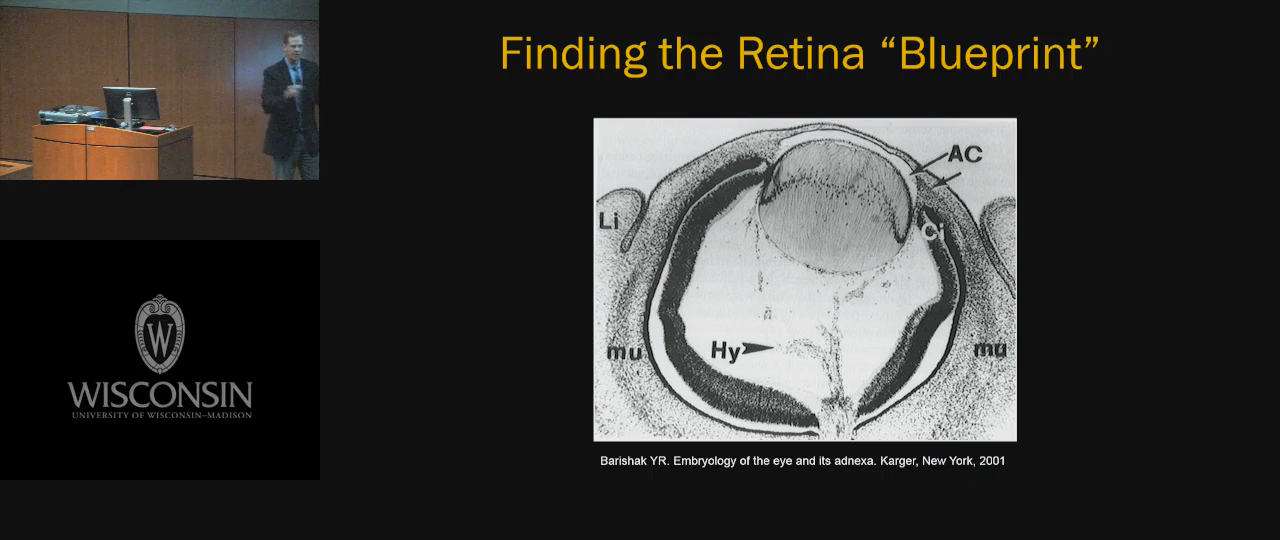 Finding the Retina “Blueprint”
AC
Li
Ci
mu
Hy
mu
Barishak YR. Embryology of the eye and its adnexa. Karger, New York, 2001
W
WISCONSIN
UNIVERSITY OF WISCONSIN–MADISON